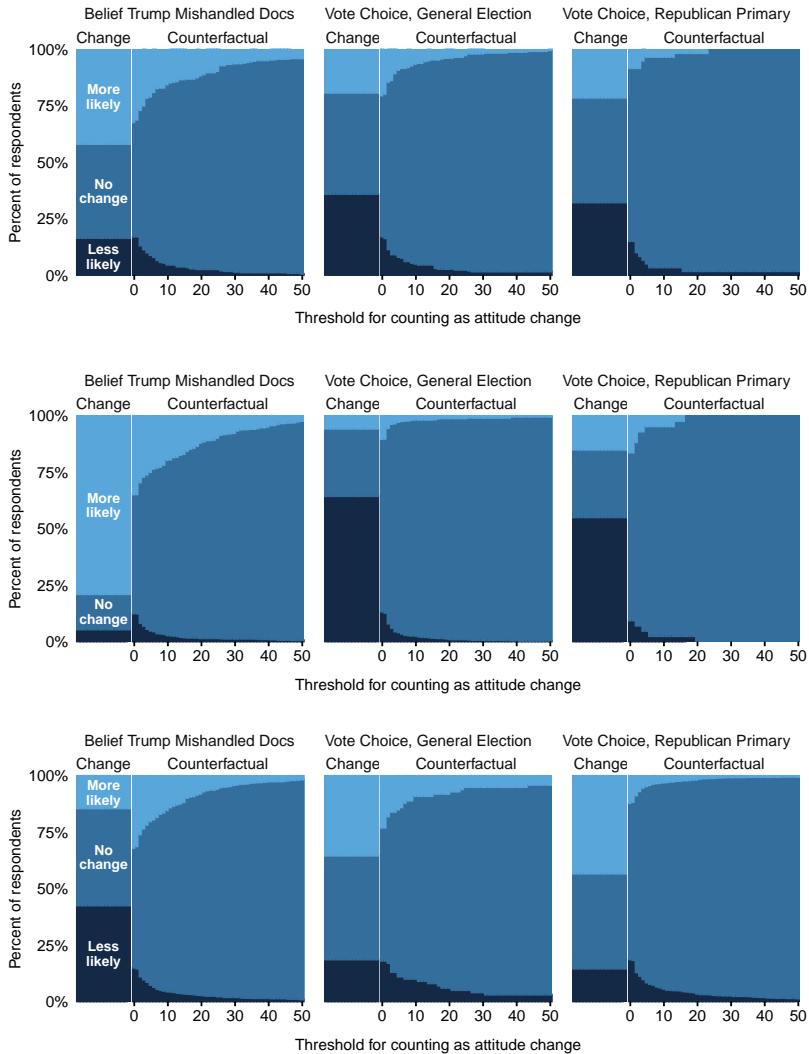 Belief Trump Mishandled Docs Vote Choice, General Election Vote Choice, Republican Primary
Change Counterfactual Change Counterfactual Change Counterfactual
100%
75%
50%
25%
0%
Percent of respondents
More likely
No change
Less likely
0 10 20 30 40 50 0 10 20 30 40 50 0 10 20 30 40 50
Threshold for counting as attitude change
Belief Trump Mishandled Docs Vote Choice, General Election Vote Choice, Republican Primary
Change Counterfactual Change Counterfactual Change Counterfactual
100%
75%
50%
25%
0%
Percent of respondents
More likely
No change
0 10 20 30 40 50 0 10 20 30 40 50 0 10 20 30 40 50
Threshold for counting as attitude change
Belief Trump Mishandled Docs Vote Choice, General Election Vote Choice, Republican Primary
Change Counterfactual Change Counterfactual Change Counterfactual
100%
75%
50%
25%
0%
Percent of respondents
More likely
No change
Less likely
0 10 20 30 40 50 0 10 20 30 40 50 0 10 20 30 40 50
Threshold for counting as attitude change